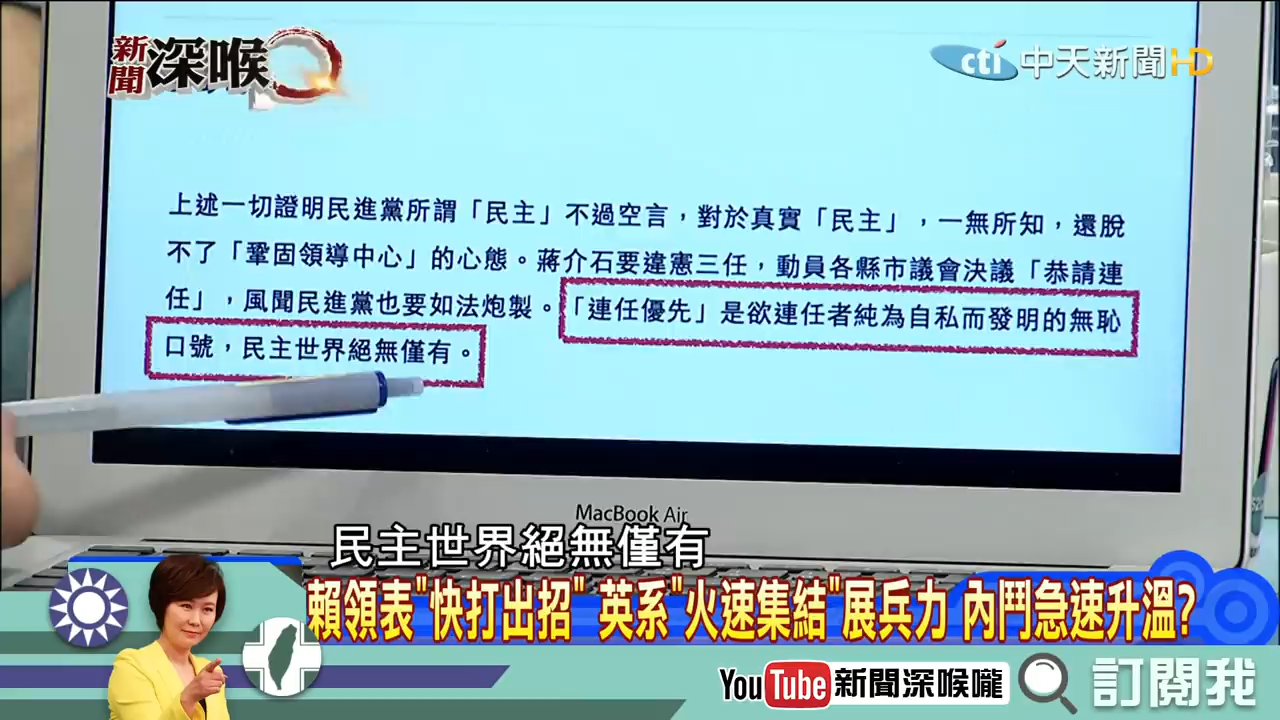 新聞深喉Q
cti 中天新聞HD
上述一切證明民進黨所謂「民主」不過空言，對於真實「民主」，一無所知，還脫
不了「鞏固領導中心」的心態。蔣介石要違憲三任，動員各縣市議會決議「恭請連
任」，風聞民進黨也要如法炮製。「連任優先」是欲連任者純為自私而發明的無恥
口號，民主世界絕無僅有。
MacBook Air
民主世界絕無僅有
賴領表"快打出招" 英系"火速集結"展兵力 內鬥急速升溫?
YouTube 新聞深喉嚨 訂閱我